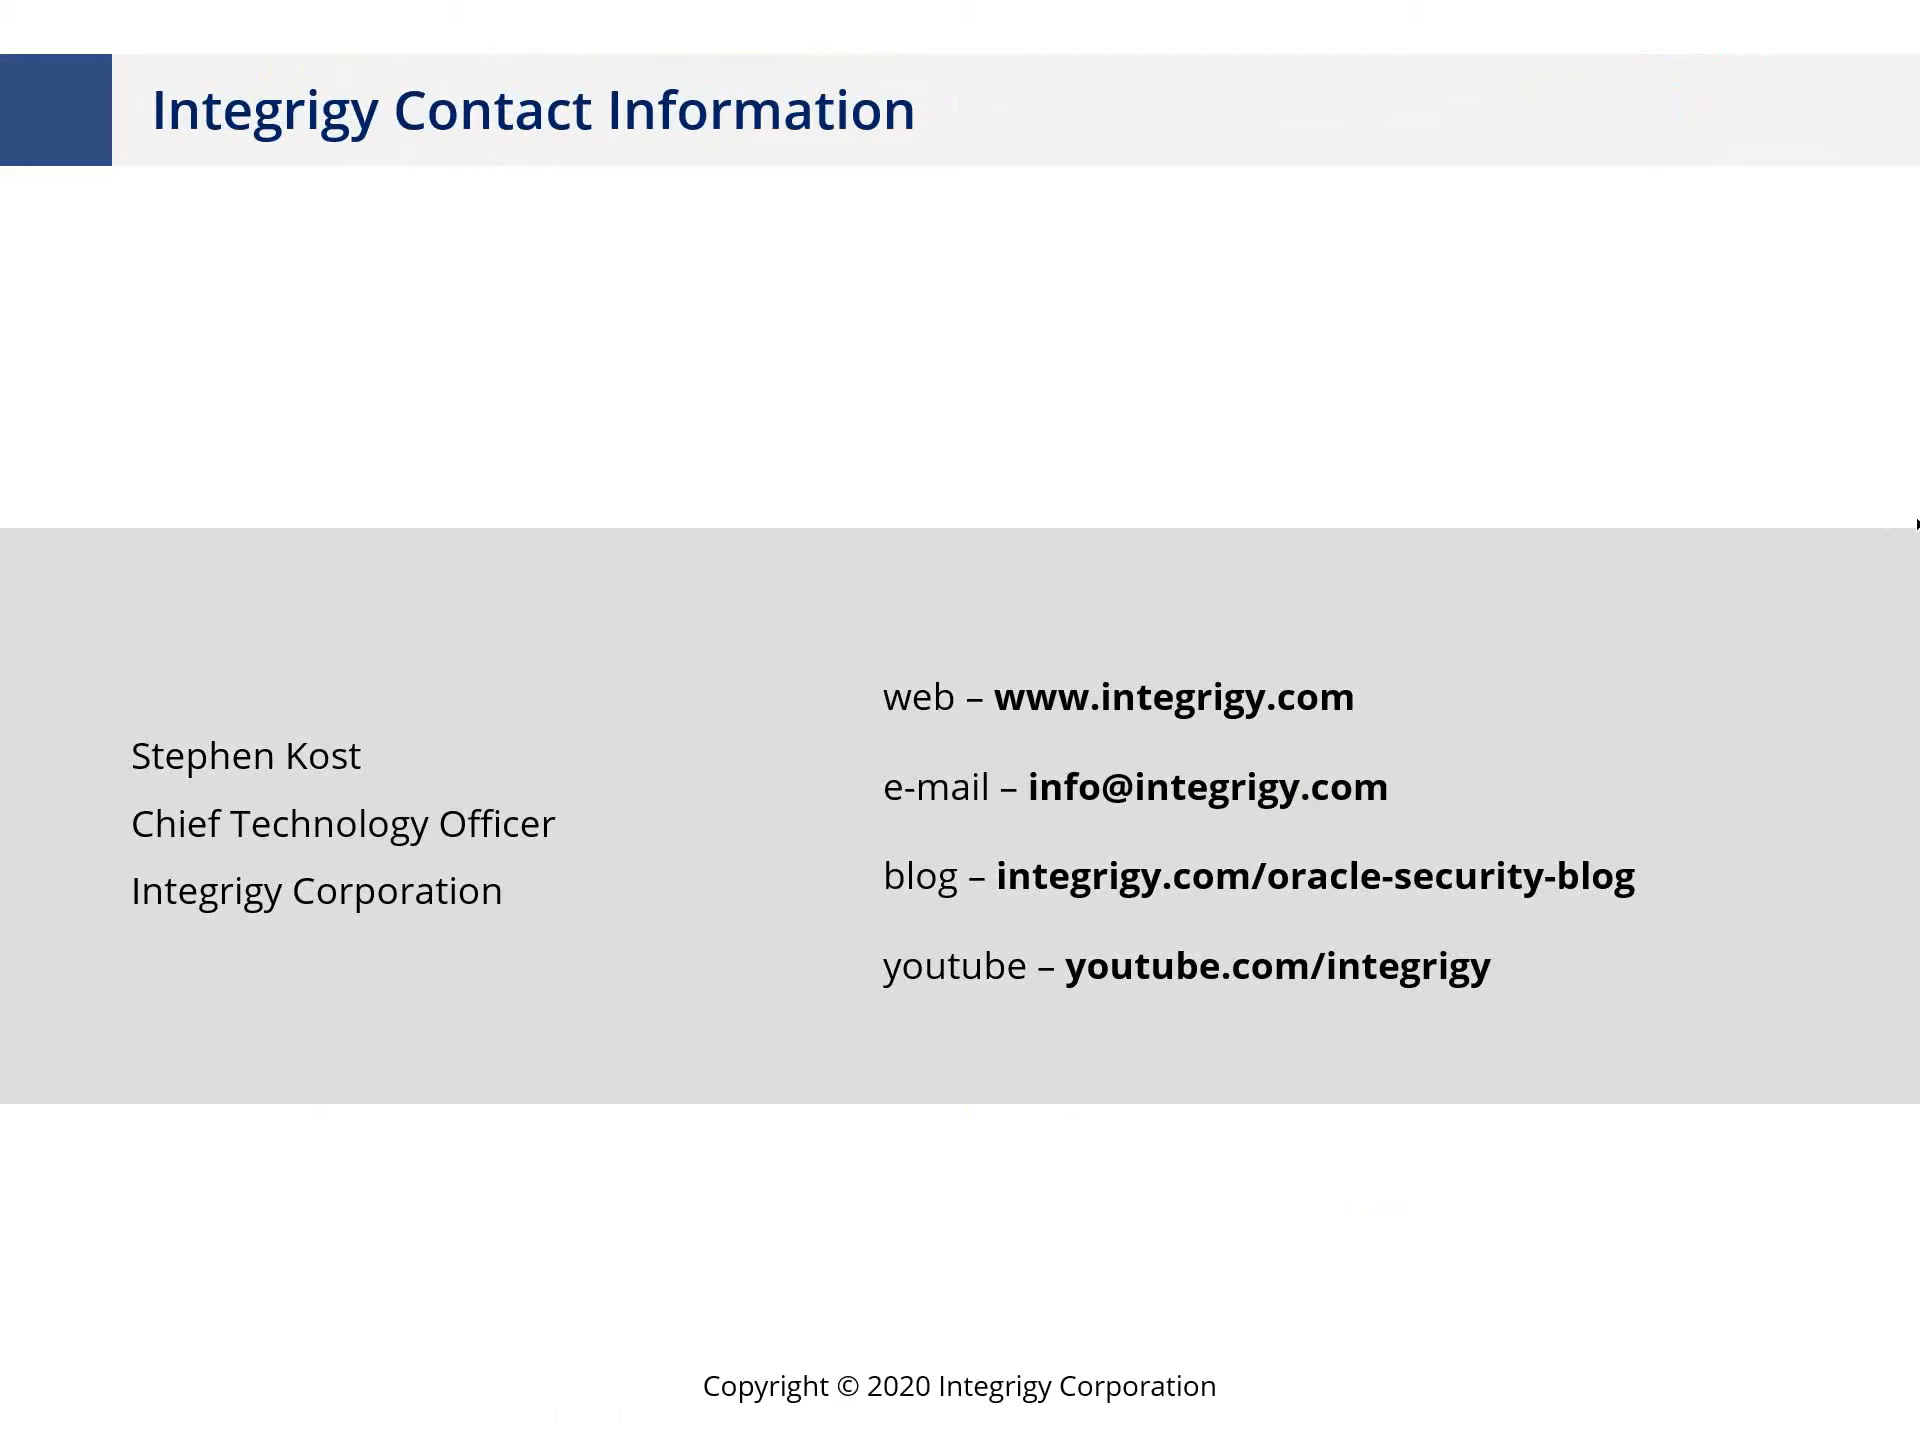 Integrigy Contact Information
Stephen Kost
Chief Technology Officer
Integrigy Corporation
web – www.integrigy.com
e-mail – info@integrigy.com
blog – integrigy.com/oracle-security-blog
youtube – youtube.com/integrigy
Copyright © 2020 Integrigy Corporation